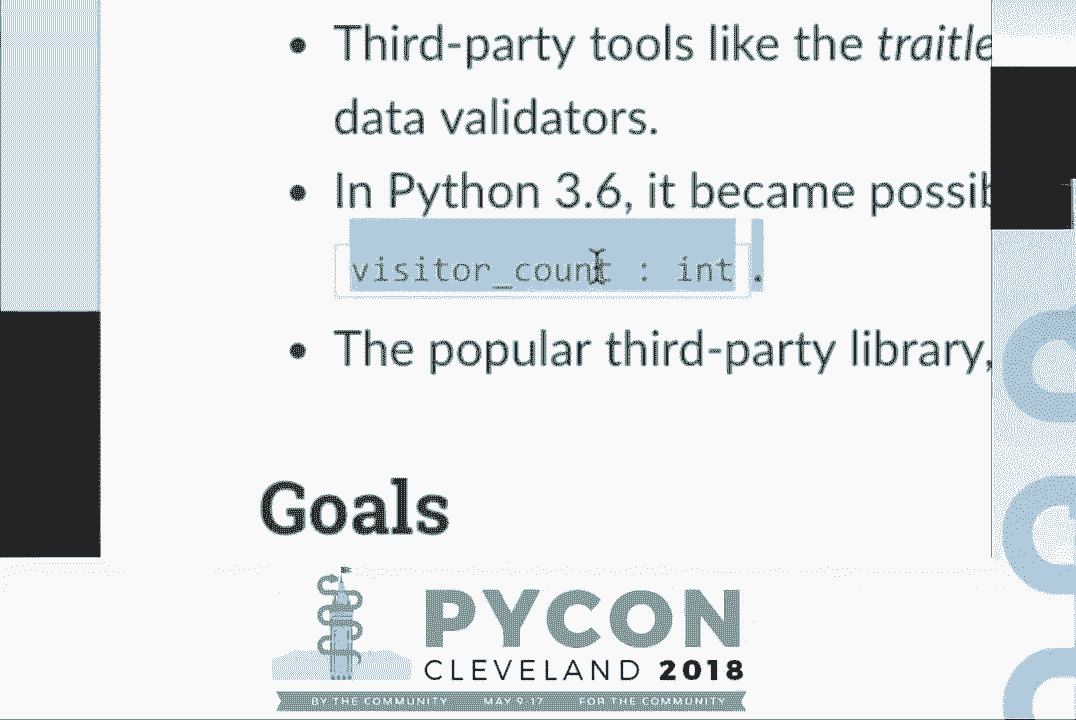 Third-party tools like the traitle
data validators.
In Python 3.6, it became possib
visitor_count : int .
The popular third-party library,
Goals
PYCON
CLEVELAND 2018
BY THE COMMUNITY MAY 9-17 FOR THE COMMUNITY